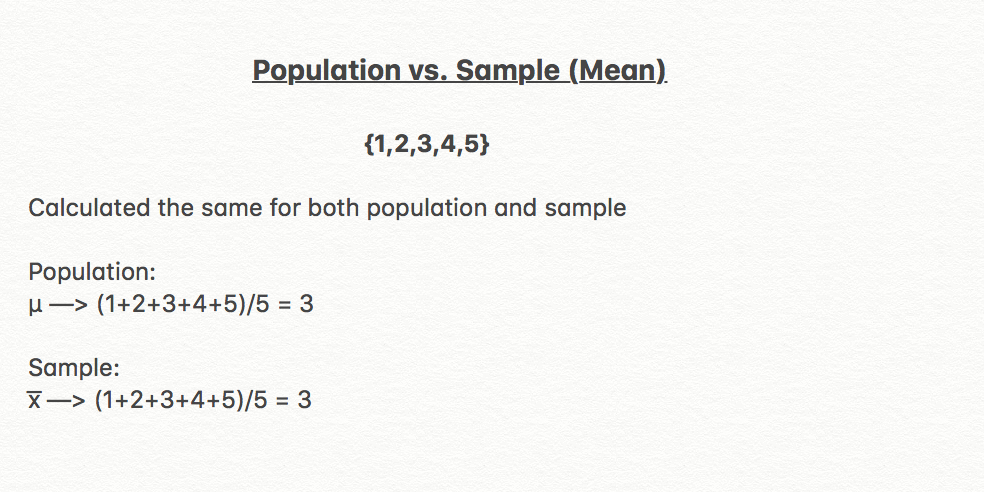 Population vs. Sample (Mean)
{1,2,3,4,5}
Calculated the same for both population and sample
Population:
μ —> (1+2+3+4+5)/5 = 3
Sample:
x̅ —> (1+2+3+4+5)/5 = 3